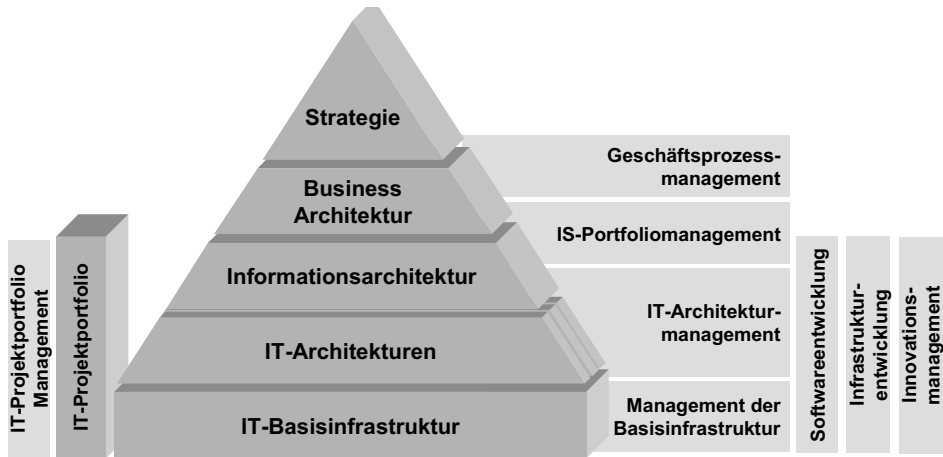 Strategie
Business
Architektur
Informationsarchitektur
IT-Architekturen
IT-Basisinfrastruktur
IT-Projektportfolio
Management
IT-Projektportfolio
Geschäftsprozess-
management
IS-Portfoliomanagement
IT-Architektur-
management
Management der
Basisinfrastruktur
Softwareentwicklung
Infrastruktur-
entwicklung
Innovations-
management